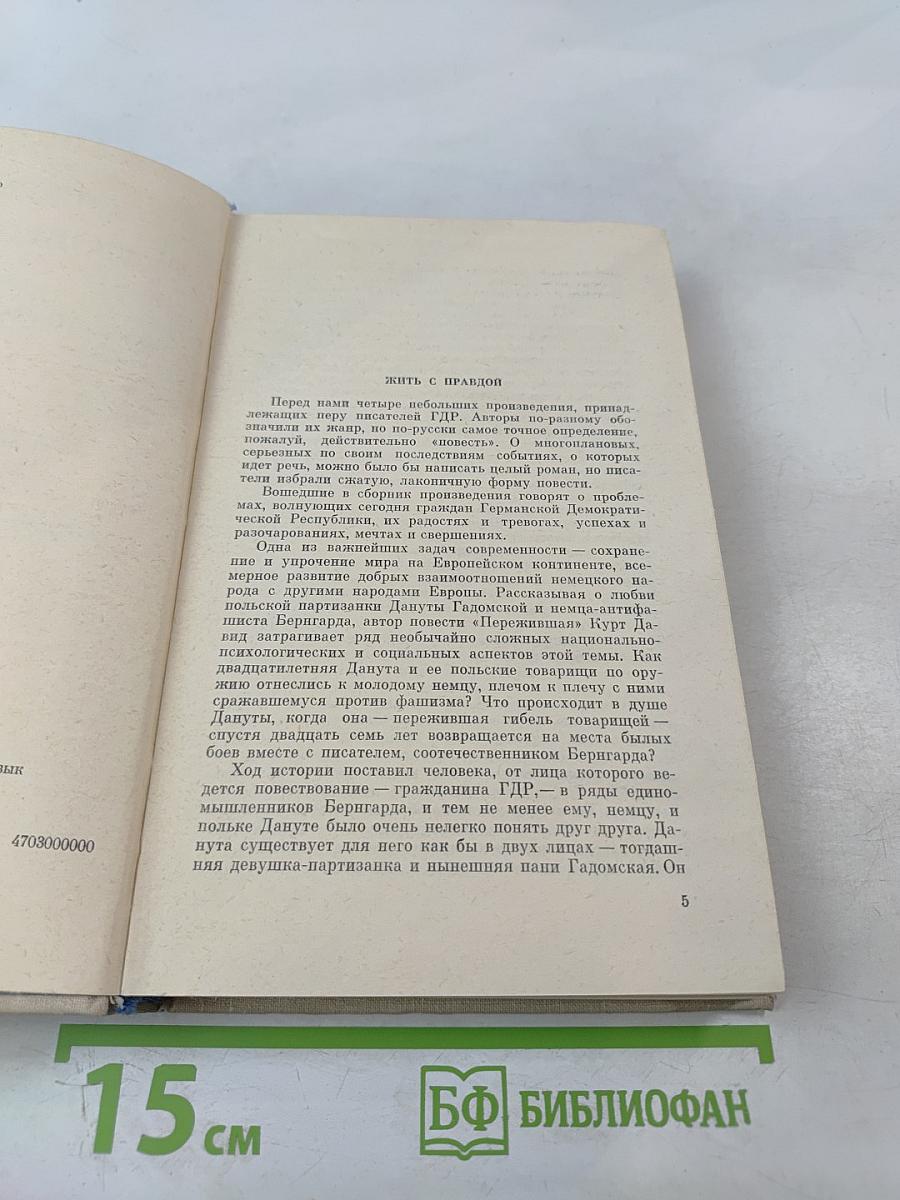 зык
4703000000
ЖИТЬ С ПРАВДОЙ
Перед нами четыре небольших произведения, принад-
лежащих перу писателей ГДР. Авторы по-разному обо-
значили их жанр, но по-русски самое точное определение,
пожалуй, действительно «повесть». О многоплановых,
серьезных по своим последствиям событиях, о которых
идет речь, можно было бы написать целый роман, но писа-
тели избрали сжатую, лаконичную форму повести.
Вошедшие в сборник произведения говорят о пробле-
мах, волнующих сегодня граждан Германской Демократи-
ческой Республики, их радостях и тревогах, успехах и
разочарованиях, мечтах и свершениях.
Одна из важнейших задач современности — сохране-
ние и упрочение мира на Европейском континенте, все-
мерное развитие добрых взаимоотношений немецкого на-
рода с другими народами Европы. Рассказывая о любви
польской партизанки Дануты Гадомской и немца-антифа-
шиста Бернгарда, автор повести «Пережившая» Курт Да-
вид затрагивает ряд необычайно сложных национально-
психологических и социальных аспектов этой темы. Как
двадцатилетняя Данута и ее польские товарищи по ору-
жию отнеслись к молодому немцу, плечом к плечу с ними
сражавшемуся против фашизма? Что происходит в душе
Дануты, когда она — пережившая гибель товарищей —
спустя двадцать семь лет возвращается на места былых
боев вместе с писателем, соотечественником Бернгарда?
Ход истории поставил человека, от лица которого ве-
дется повествование — гражданина ГДР,— в ряды едино-
мышленников Бернгарда, и тем не менее ему, немцу, и
польке Дануте было очень нелегко понять друг друга. Да-
нута существует для него как бы в двух лицах — тогдаш-
няя девушка-партизанка и нынешняя пани Гадомская. Он
5
15 см
БФ БИБЛИОФАН